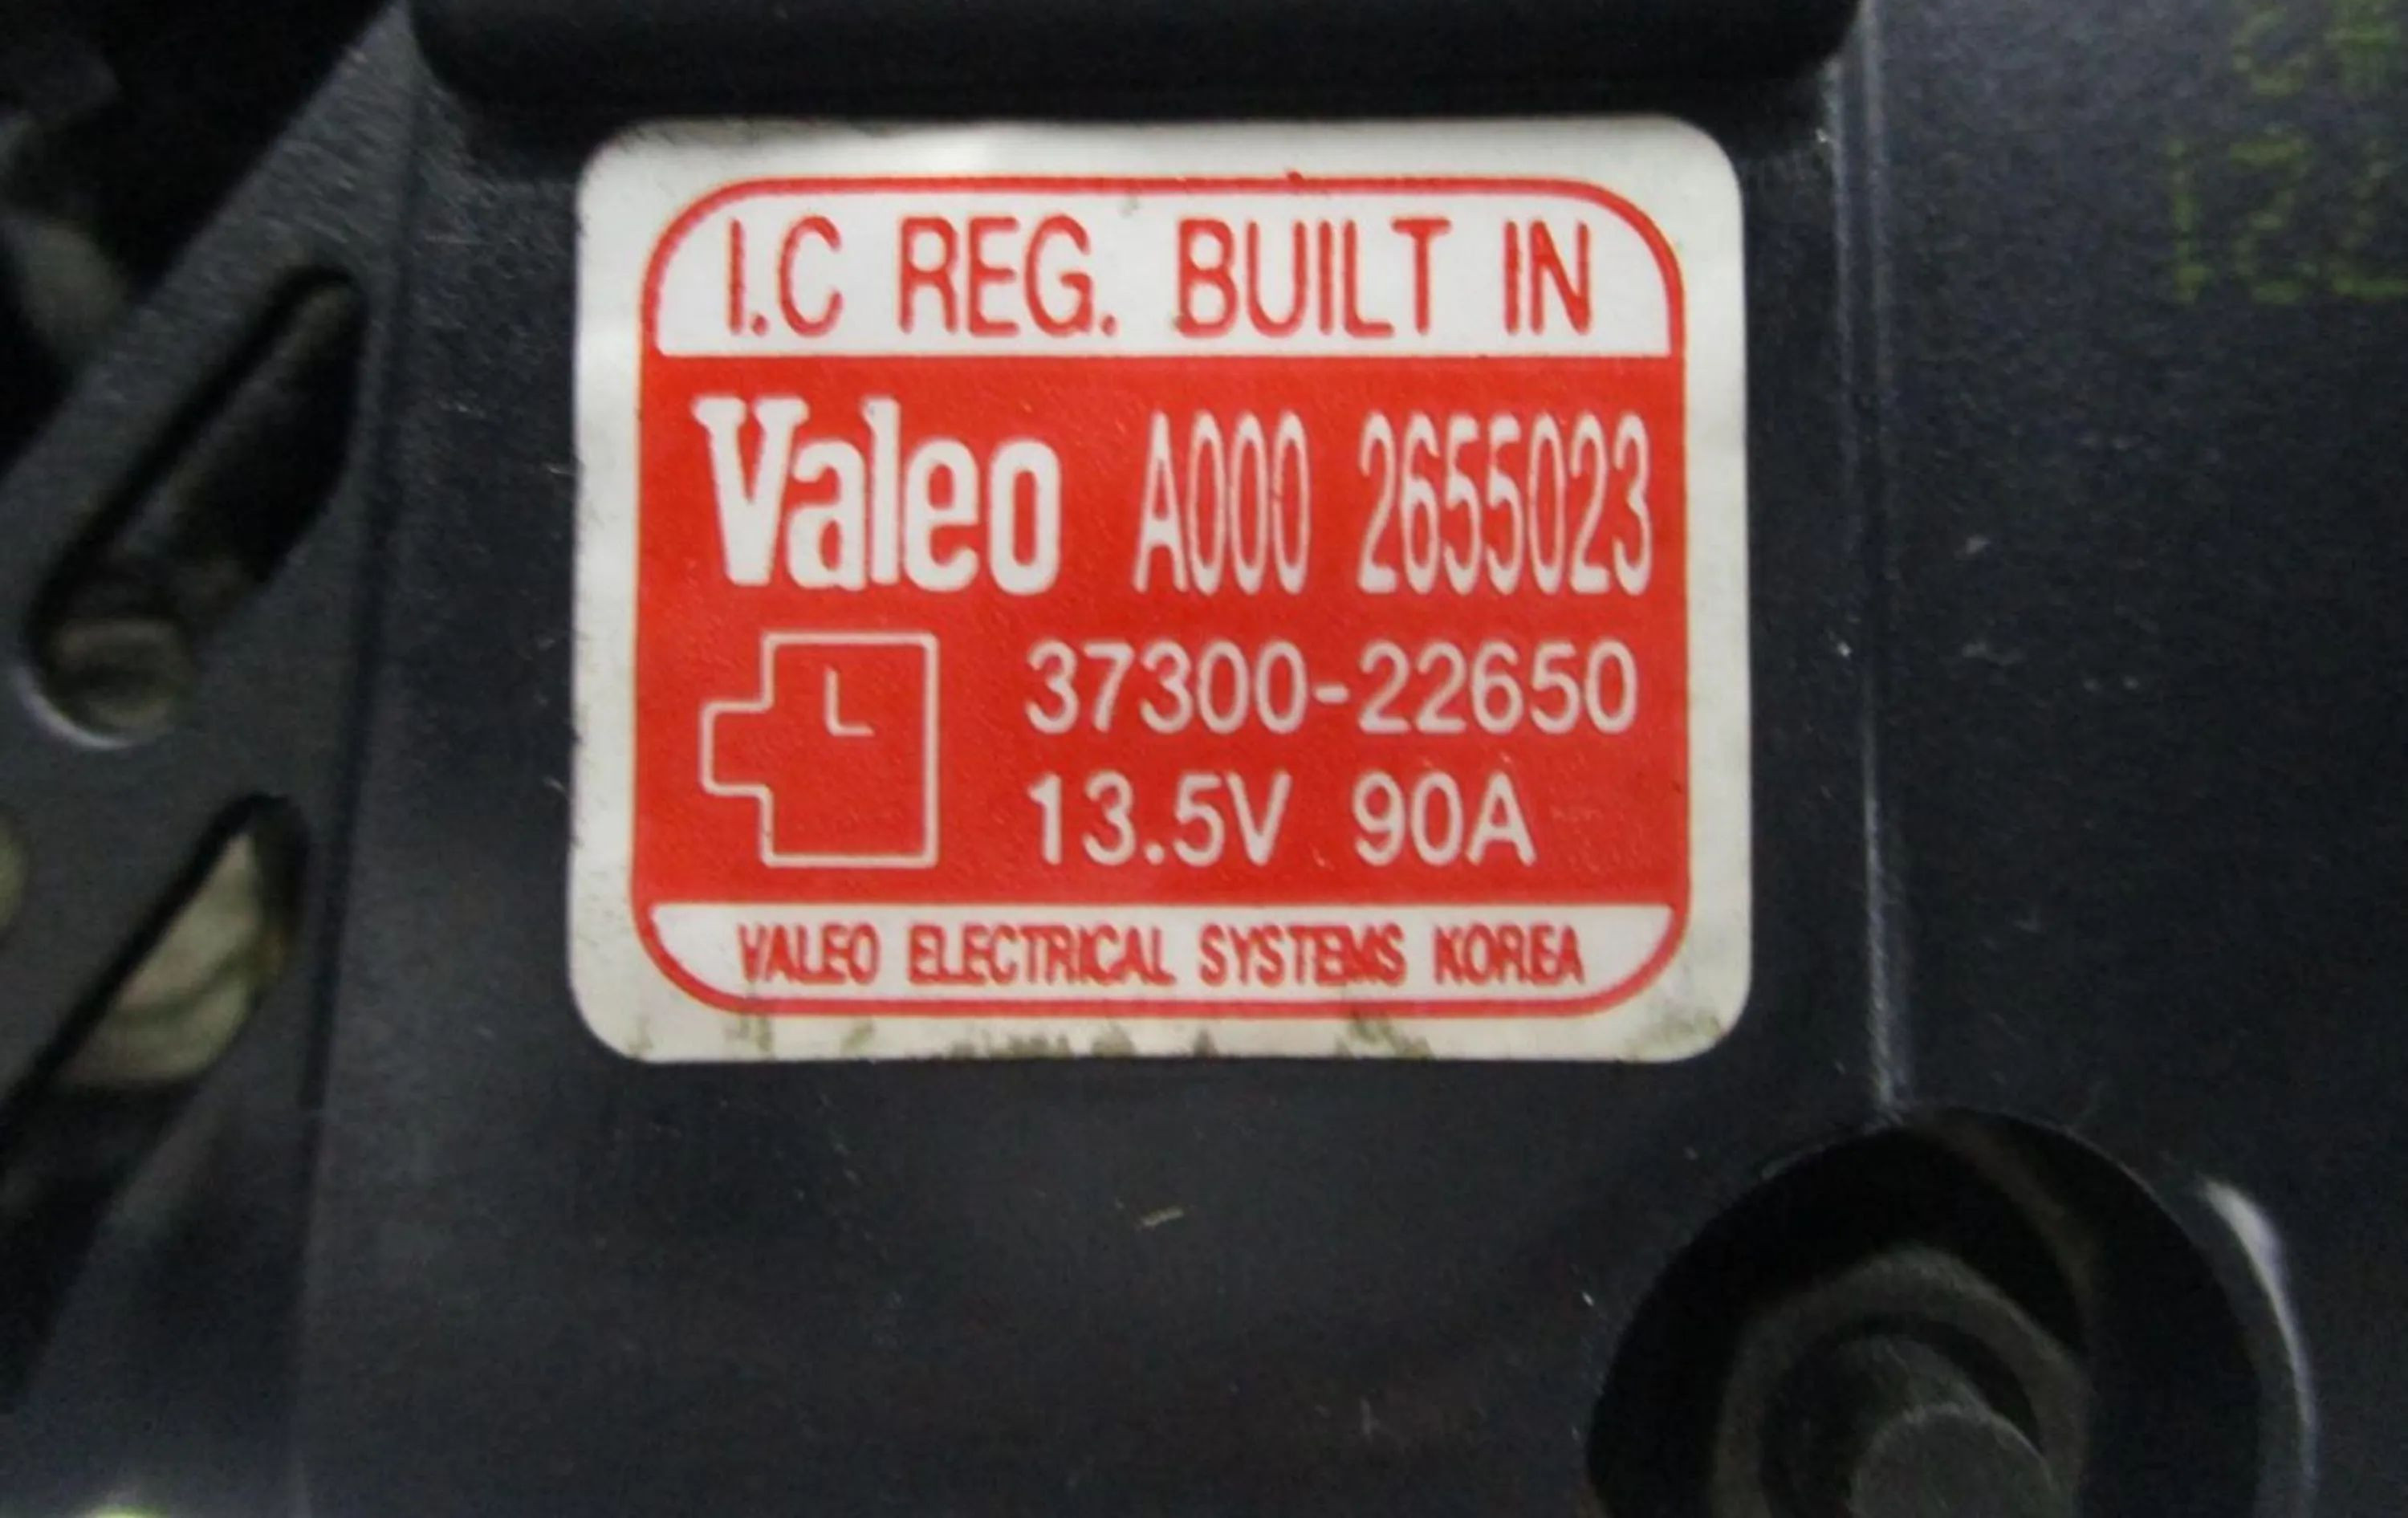 I.C REG. BUILT IN
Valeo A000 2655023
L 37300-22650
13.5V 90A
VALEO ELECTRICAL SYSTEMS KOREA